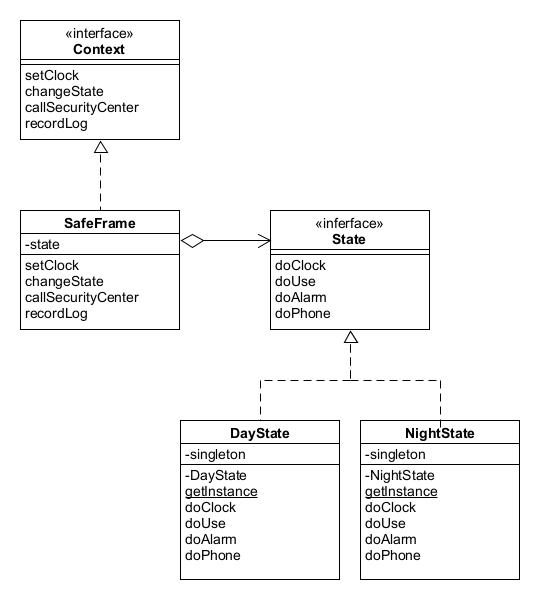 «interface»
Context
setClock
changeState
callSecurityCenter
recordLog
SafeFrame
-state
setClock
changeState
callSecurityCenter
recordLog
«inferface»
State
doClock
doUse
doAlarm
doPhone
DayState
-singleton
-DayState
getInstance
doClock
doUse
doAlarm
doPhone
NightState
-singleton
-NightState
getInstance
doClock
doUse
doAlarm
doPhone